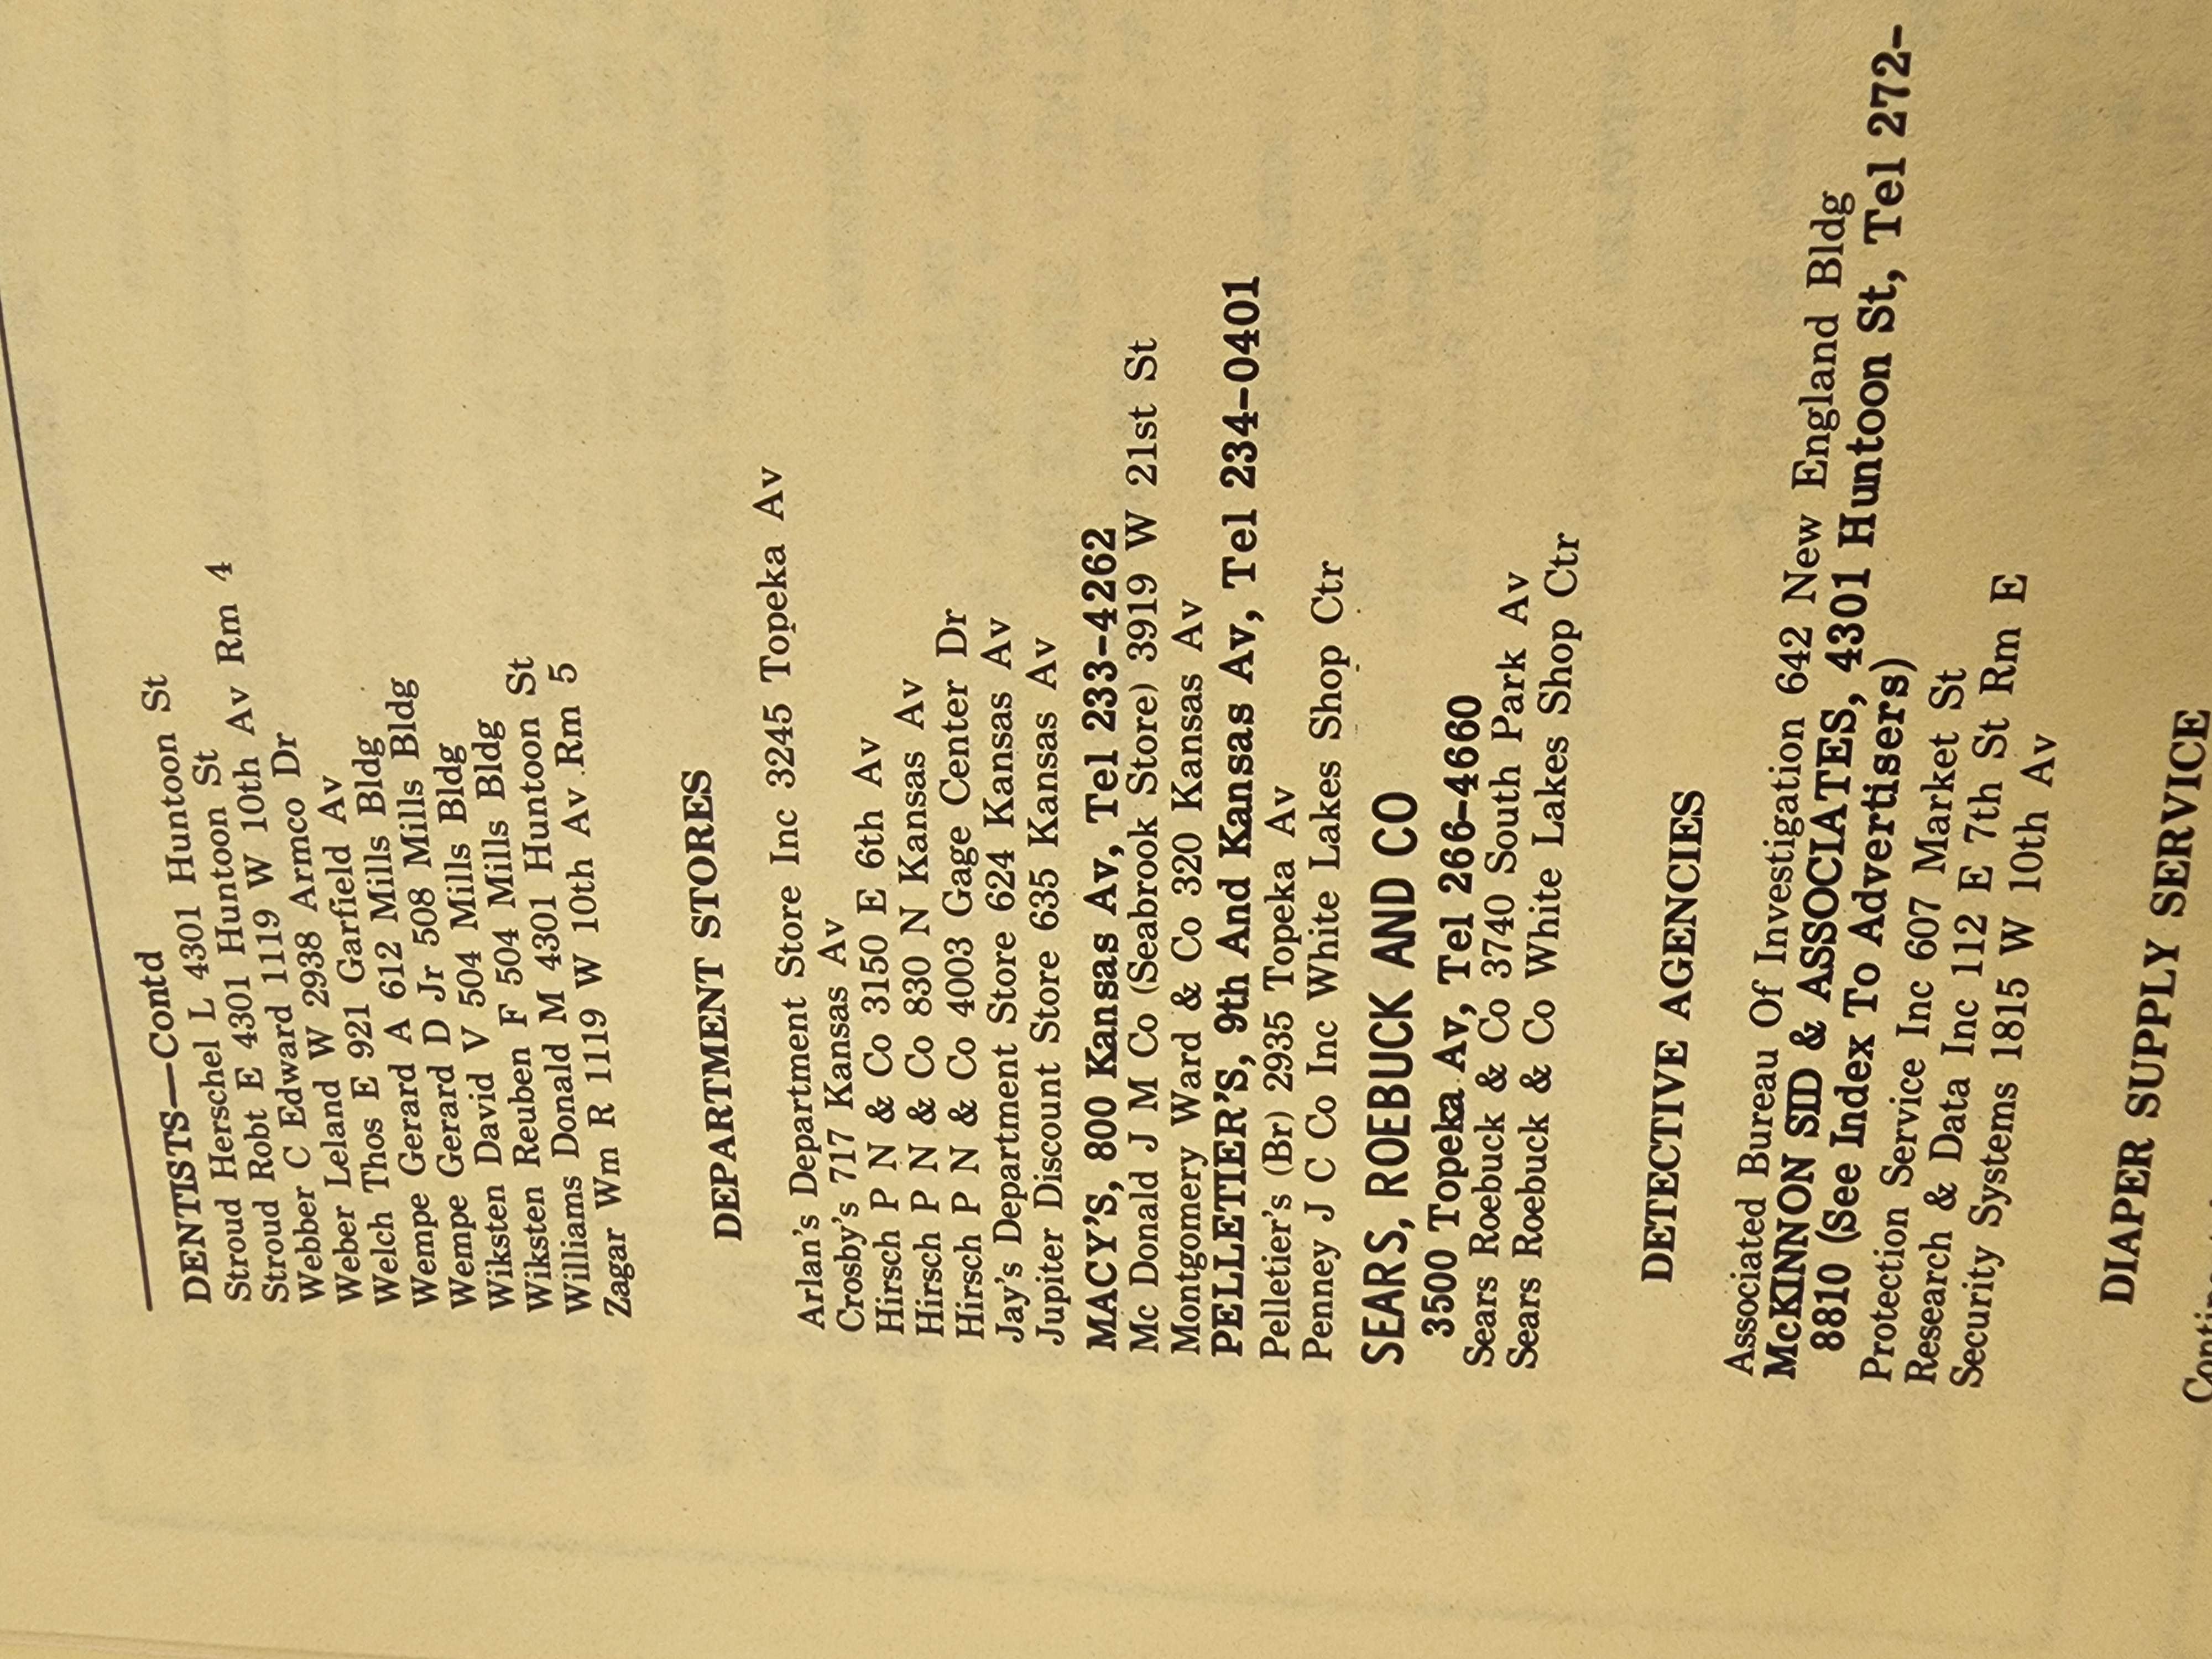 DENTISTS—Contd
Stroud Herschel L 4301 Huntoon St
Stroud Robt E 4301 Huntoon St
Webber C Edward 1119 W 10th Av Rm 4
Weber Leland W 2938 Armco Dr
Welch Thos E 921 Garfield Av
Wempe Gerard A 612 Mills Bldg
Wempe Gerard D Jr 508 Mills Bldg
Wiksten David V 504 Mills Bldg
Wiksten Reuben F 504 Mills Bldg
Williams Donald M 4301 Huntoon St
Zagar Wm R 1119 W 10th Av Rm 5
DEPARTMENT STORES
Arlan's Department Store Inc 3245 Topeka Av
Crosby's 717 Kansas Av
Hirsch P N & Co 3150 E 6th Av
Hirsch P N & Co 830 N Kansas Av
Hirsch P N & Co 4003 Gage Center Dr
Jay's Department Store 624 Kansas Av
Jupiter Discount Store 635 Kansas Av
MACY'S, 800 Kansas Av, Tel 233-4262
Mc Donald J M Co (Seabrook Store) 3919 W 21st St
Montgomery Ward & Co 320 Kansas Av
PELLETIER'S, 9th And Kansas Av, Tel 234-0401
Pelletier's (Br) 2935 Topeka Av
Penney J C Co Inc White Lakes Shop Ctr
SEARS, ROEBUCK AND CO
3500 Topeka Av, Tel 266-4660
Sears Roebuck & Co 3740 South Park Av
Sears Roebuck & Co White Lakes Shop Ctr
DETECTIVE AGENCIES
Associated Bureau Of Investigation 642 New England Bldg
McKINNON SID & ASSOCIATES, 4301 Huntoon St, Tel 272-
8810 (See Index To Advertisers)
Protection Service Inc 607 Market St
Research & Data Inc 112 E 7th St Rm E
Security Systems 1815 W 10th Av
DIAPER SUPPLY SERVICE